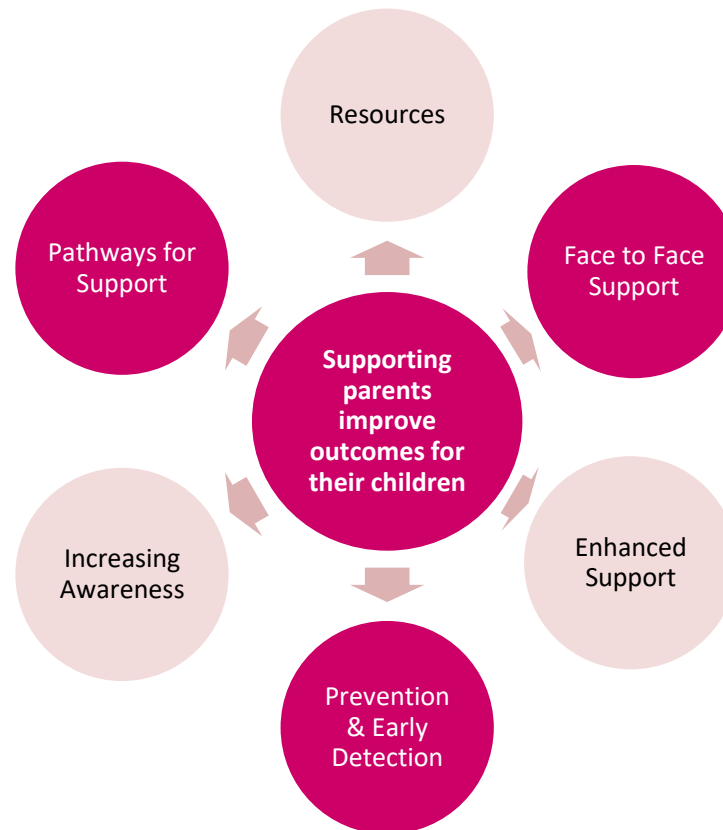 Resources
Pathways for
Support
Face to Face
Support
Supporting
parents
improve
outcomes for
their children
Increasing
Awareness
Enhanced
Support
Prevention
& Early
Detection